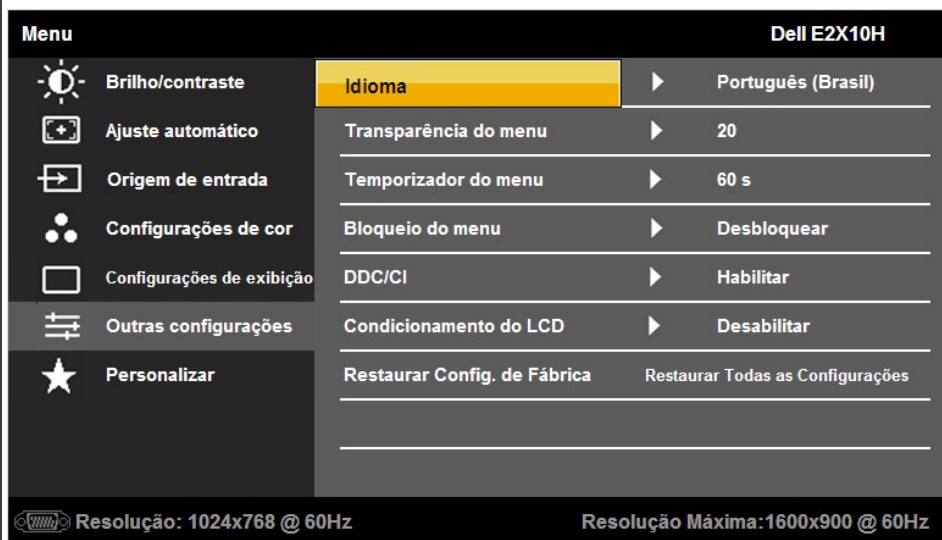 Menu Dell E2X10H
Brilho/contraste Idioma Português (Brasil)
Ajuste automático Transparência do menu 20
Origem de entrada Temporizador do menu 60 s
Configurações de cor Bloqueio do menu Desbloquear
Configurações de exibição DDC/CI Habilitar
Outras configurações Condicionamento do LCD Desabilitar
Personalizar Restaurar Config. de Fábrica Restaurar Todas as Configurações
Resolução: 1024x768 @ 60Hz Resolução Máxima:1600x900 @ 60Hz